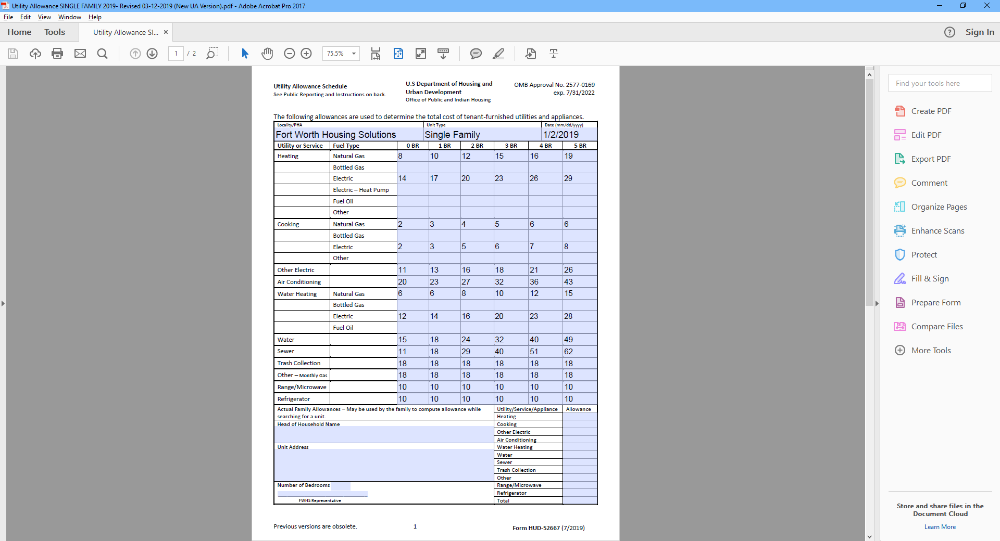 Utility Allowance SINGLE FAMILY 2019- Revised 03-12-2019 (New UA Version).pdf - Adobe Acrobat Pro 2017
File Edit View Window Help
Home Tools Utility Allowance SI... × ? Sign In
1 / 2 75.5%
Utility Allowance Schedule
See Public Reporting and Instructions on back.
U.S Department of Housing and
Urban Development
Office of Public and Indian Housing
OMB Approval No. 2577-0169
exp. 7/31/2022
The following allowances are used to determine the total cost of tenant-furnished utilities and appliances.
Locality/PHA Unit Type Date (mm/dd/yyyy)
Fort Worth Housing Solutions Single Family 1/2/2019
Utility or Service Fuel Type 0 BR 1 BR 2 BR 3 BR 4 BR 5 BR
Heating Natural Gas 8 10 12 15 16 19
Bottled Gas
Electric 14 17 20 23 26 29
Electric – Heat Pump
Fuel Oil
Other
Cooking Natural Gas 2 3 4 5 6 6
Bottled Gas
Electric 2 3 5 6 7 8
Other
Other Electric 11 13 16 18 21 26
Air Conditioning 20 23 27 32 36 43
Water Heating Natural Gas 6 6 8 10 12 15
Bottled Gas
Electric 12 14 16 20 23 28
Fuel Oil
Water 15 18 24 32 40 49
Sewer 11 18 29 40 51 62
Trash Collection 18 18 18 18 18 18
Other – Monthly Gas 18 18 18 18 18 18
Range/Microwave 10 10 10 10 10 10
Refrigerator 10 10 10 10 10 10
Actual Family Allowances – May be used by the family to compute allowance while
searching for a unit.
Head of Household Name
Unit Address
Number of Bedrooms
FWHS Representative
Utility/Service/Appliance Allowance
Heating
Cooking
Other Electric
Air Conditioning
Water Heating
Water
Sewer
Trash Collection
Other
Range/Microwave
Refrigerator
Total
Previous versions are obsolete. 1 Form HUD-52667 (7/2019)
Find your tools here
Create PDF
Edit PDF
Export PDF
Comment
Organize Pages
Enhance Scans
Protect
Fill & Sign
Prepare Form
Compare Files
More Tools
Store and share files in the
Document Cloud
Learn More